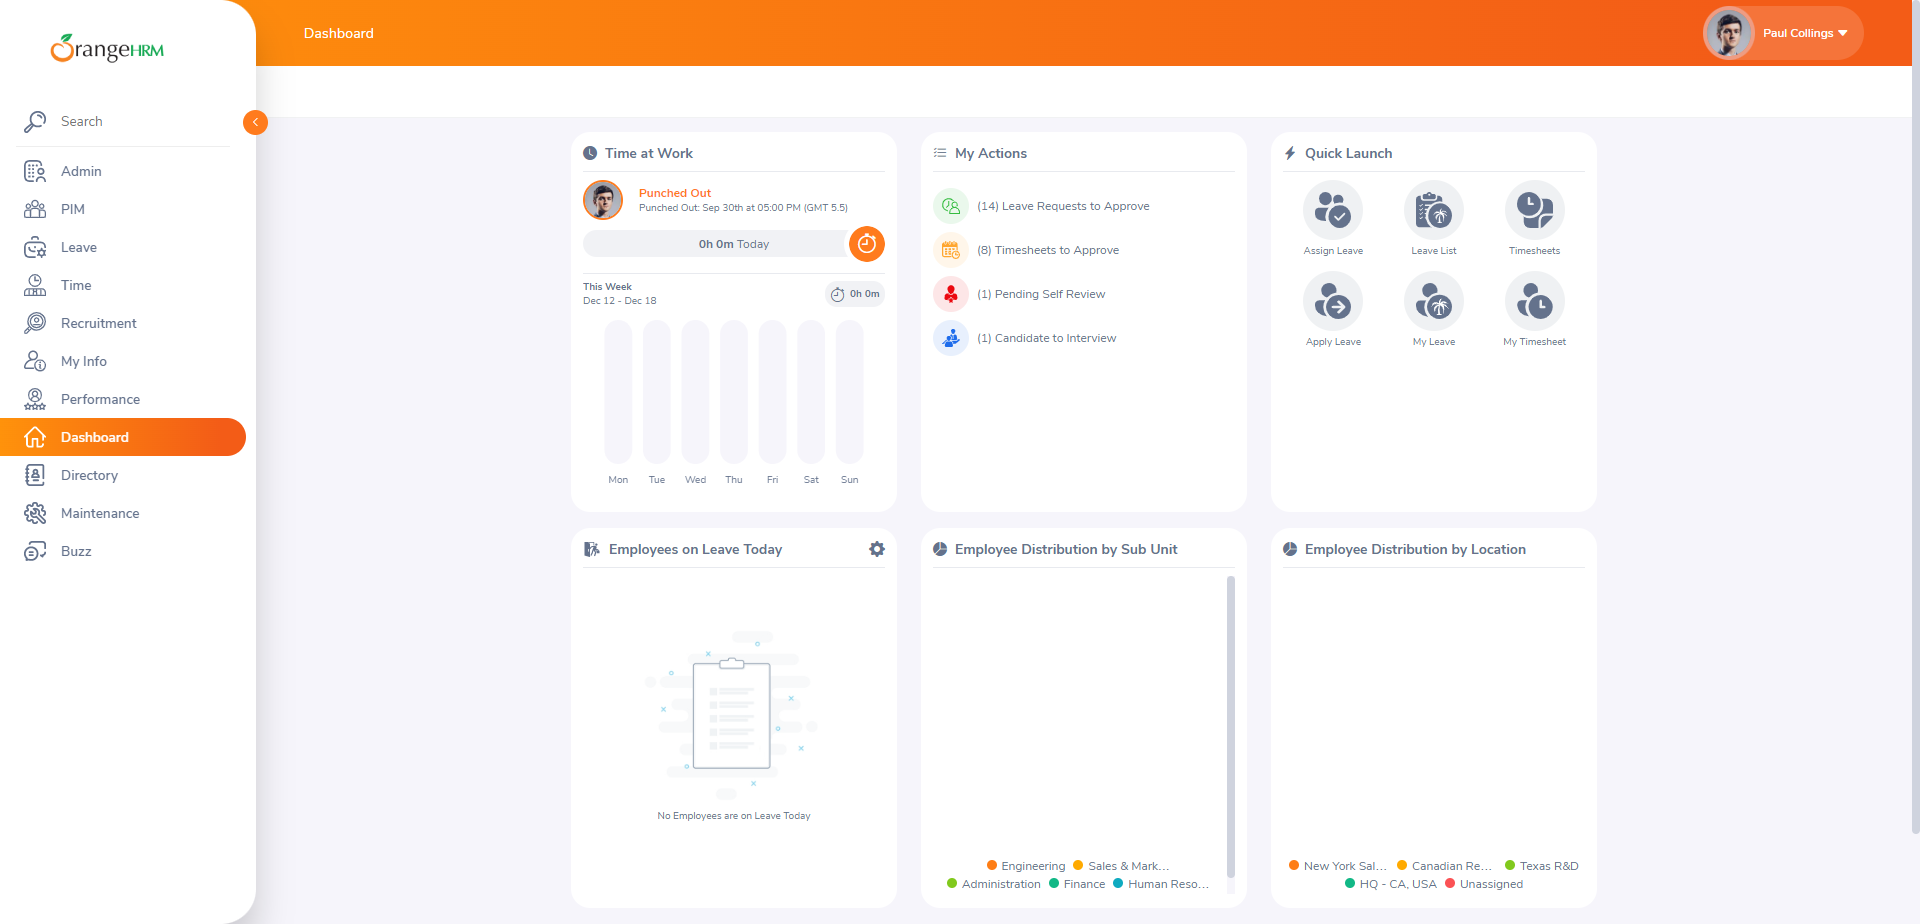 OrangeHRM
Dashboard
Paul Collings
Search
Admin
PIM
Leave
Time
Recruitment
My Info
Performance
Dashboard
Directory
Maintenance
Buzz
Time at Work
Punched Out
Punched Out: Sep 30th at 05:00 PM (GMT 5.5)
0h 0m Today
This Week
Dec 12 - Dec 18
0h 0m
Mon Tue Wed Thu Fri Sat Sun
My Actions
(14) Leave Requests to Approve
(8) Timesheets to Approve
(1) Pending Self Review
(1) Candidate to Interview
Quick Launch
Assign Leave Leave List Timesheets
Apply Leave My Leave My Timesheet
Employees on Leave Today
No Employees are on Leave Today
Employee Distribution by Sub Unit
Engineering Sales & Mark...
Administration Finance Human Reso...
Employee Distribution by Location
New York Sal... Canadian Re... Texas R&D
HQ - CA, USA Unassigned